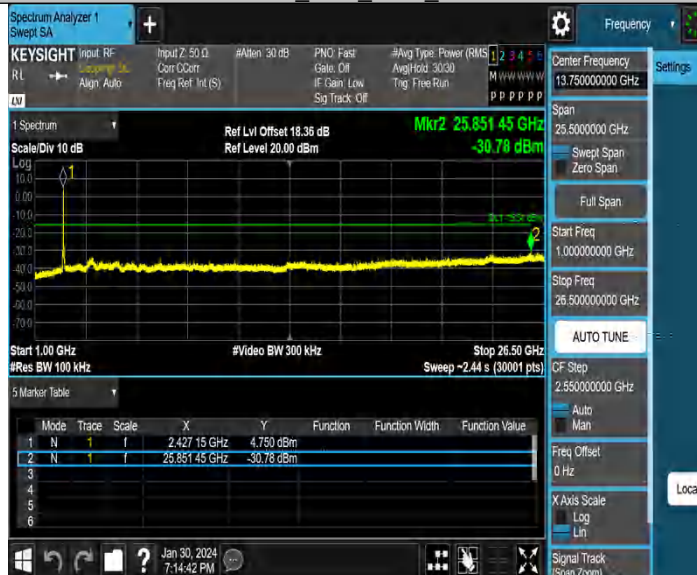 Spectrum Analyzer 1
Swept SA
+
Frequency
KEYSIGHT
RL
Input: RF
Align: Auto
Input Z: 50 Ω
Corr CCorr
Freq Ref: Int (S)
#Atten: 30 dB
PNO: Fast
Gate: Off
IF Gain: Low
Sig Track: Off
#Avg Type: Power (RMS
Avg|Hold: 30/30
Trig: Free Run
1 2 3 4 5 6
M W W W W W
P P P P P P
LXI
1 Spectrum
Scale/Div 10 dB
Ref Lvl Offset 18.36 dB
Ref Level 20.00 dBm
Mkr2 25.851 45 GHz
-30.78 dBm
Log
10.0
0.00
-10.0
-20.0
-30.0
-40.0
-50.0
-60.0
-70.0
1
2
Start 1.00 GHz
#Res BW 100 kHz
#Video BW 300 kHz
Stop 26.50 GHz
Sweep ~2.44 s (30001 pts)
5 Marker Table
Mode Trace Scale X Y Function Function Width Function Value
1 N 1 f 2.427 15 GHz 4.750 dBm
2 N 1 f 25.851 45 GHz -30.78 dBm
3
4
5
6
?
Jan 30, 2024
7:14:42 PM
Center Frequency
13.750000000 GHz
Span
25.5000000 GHz
Swept Span
Zero Span
Full Span
Start Freq
1.000000000 GHz
Stop Freq
26.500000000 GHz
AUTO TUNE
CF Step
2.550000000 GHz
Auto
Man
Freq Offset
0 Hz
X Axis Scale
Log
Lin
Signal Track
(Span Zoom)
Settings
Loca